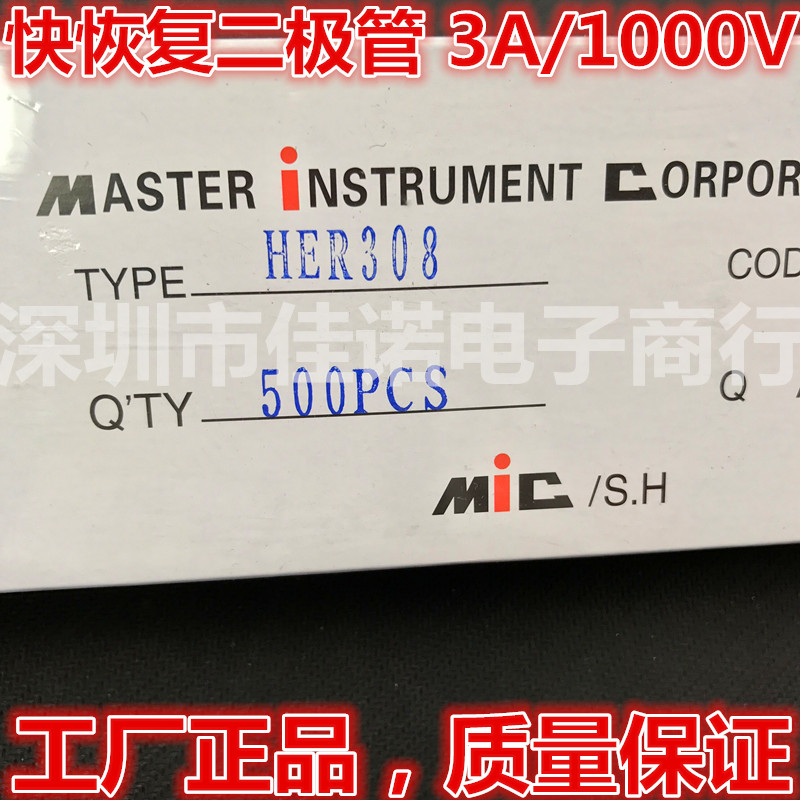 快恢复二极管 3A/1000V
MASTER iNSTRUMENT CORPOR
TYPE HER308
COD
深圳市佳诺电子商行
Q'TY 500PCS
Q A
MiC /S.H
工厂正品，质量保证